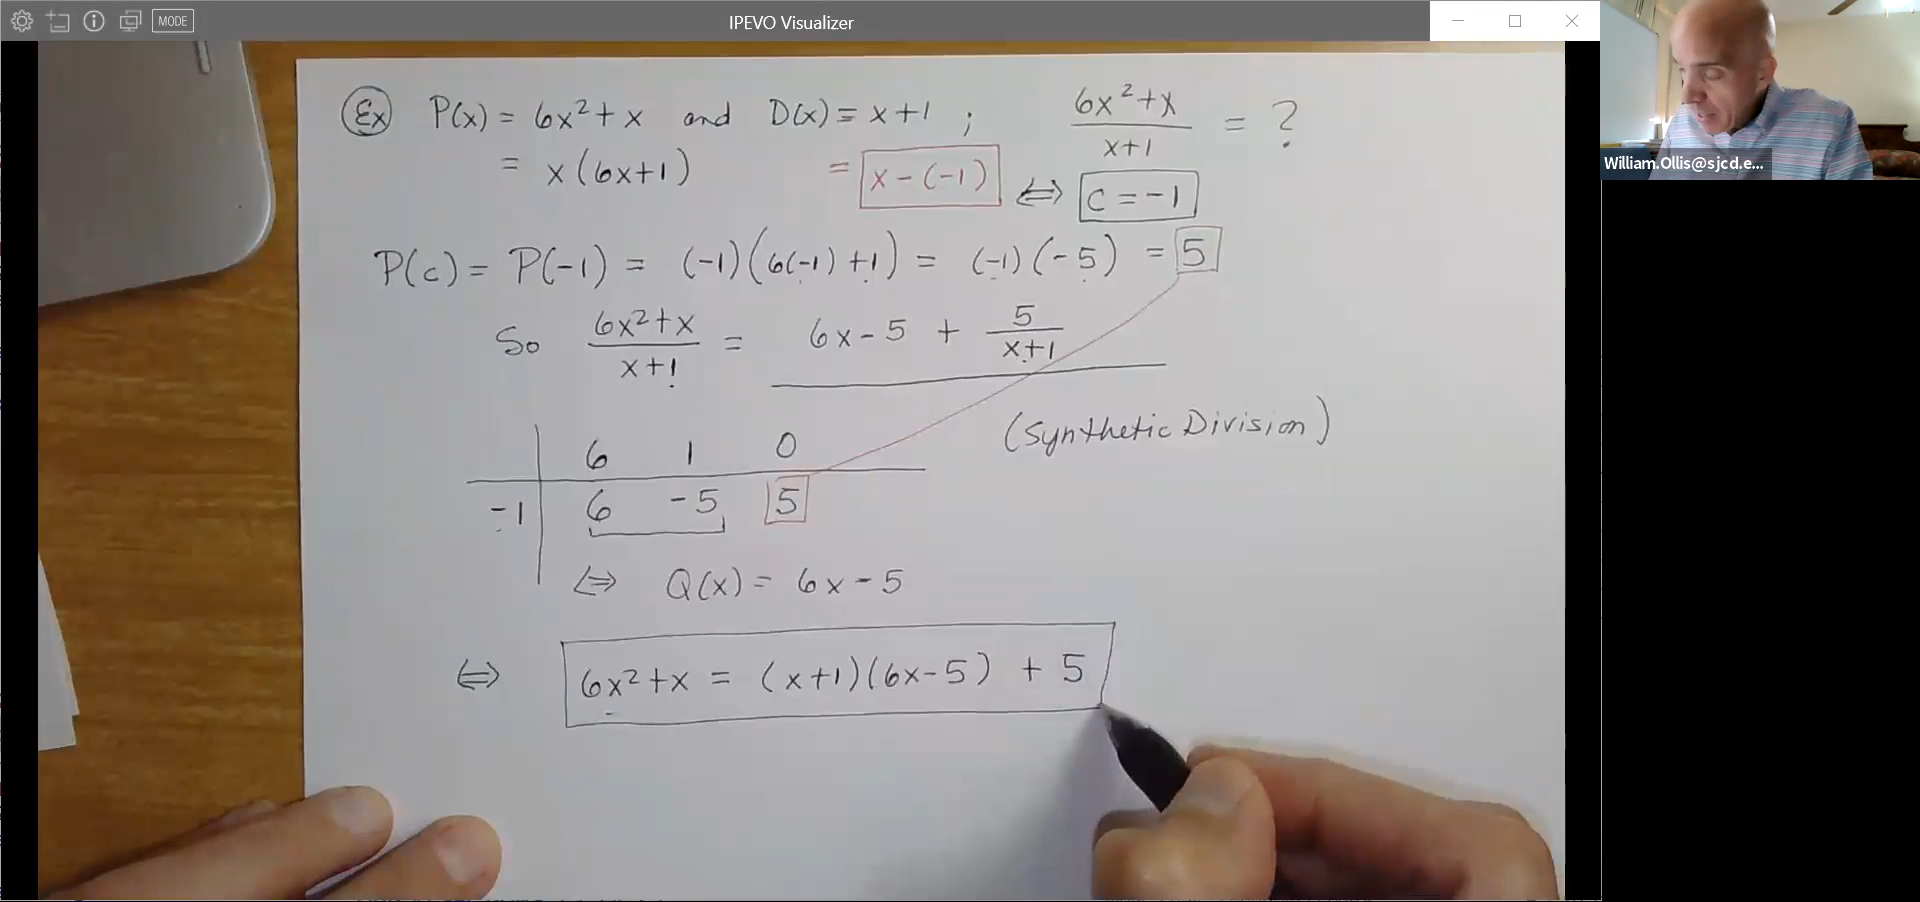 MODE IPEVO Visualizer
William.Ollis@sjcd.e...
Ex P(x) = 6x² + x and D(x) = x+1 ; (6x²+x)/(x+1) = ?
= x(6x+1) = x-(-1) ⇔ c = -1
P(c) = P(-1) = (-1)(6(-1)+1) = (-1)(-5) = 5
So (6x²+x)/(x+1) = 6x-5 + 5/(x+1)
(Synthetic Division)
6 1 0
-1 6 -5 5
⇔ Q(x) = 6x-5
⇔ 6x²+x = (x+1)(6x-5) + 5